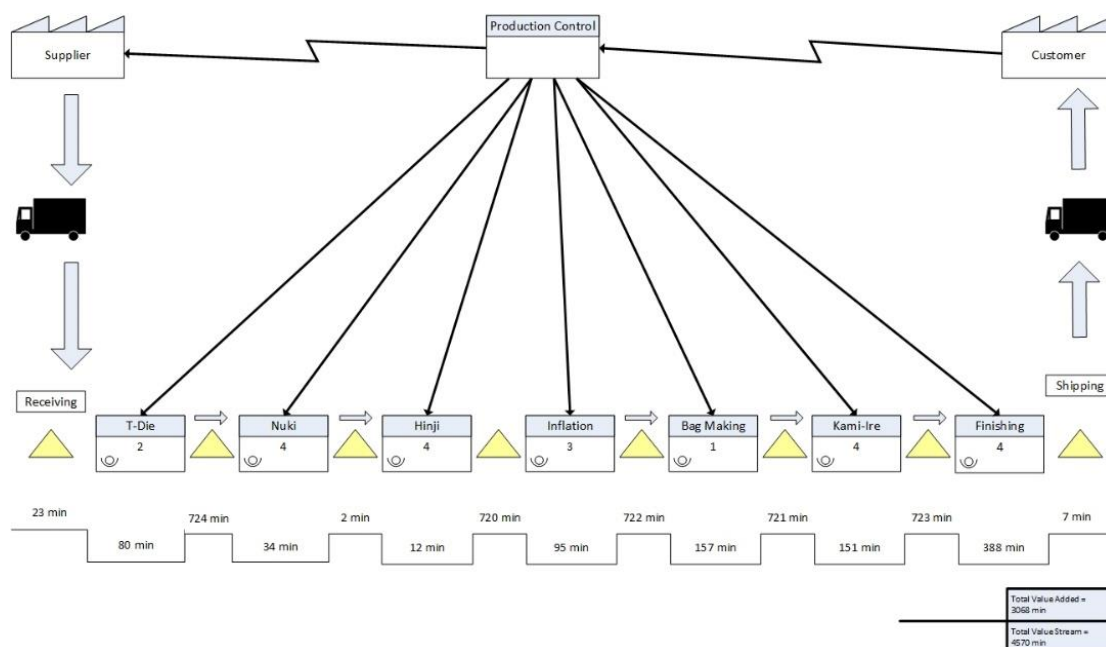 Production Control
Supplier
Customer
Receiving
Shipping
T-Die
Nuki
Hinji
Inflation
Bag Making
Kami-Ire
Finishing
2
4
4
3
1
4
4
23 min
724 min
2 min
720 min
722 min
721 min
723 min
7 min
80 min
34 min
12 min
95 min
157 min
151 min
388 min
Total Value Added =
3068 min
Total Value Stream =
4570 min